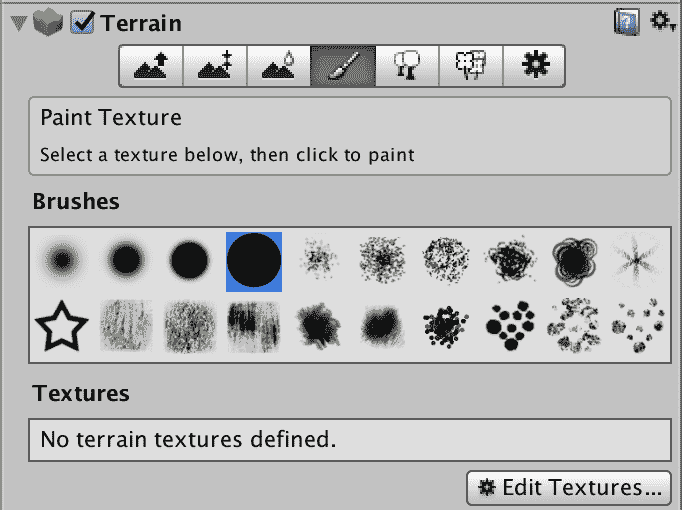 Terrain
Paint Texture
Select a texture below, then click to paint
Brushes
Textures
No terrain textures defined.
Edit Textures...